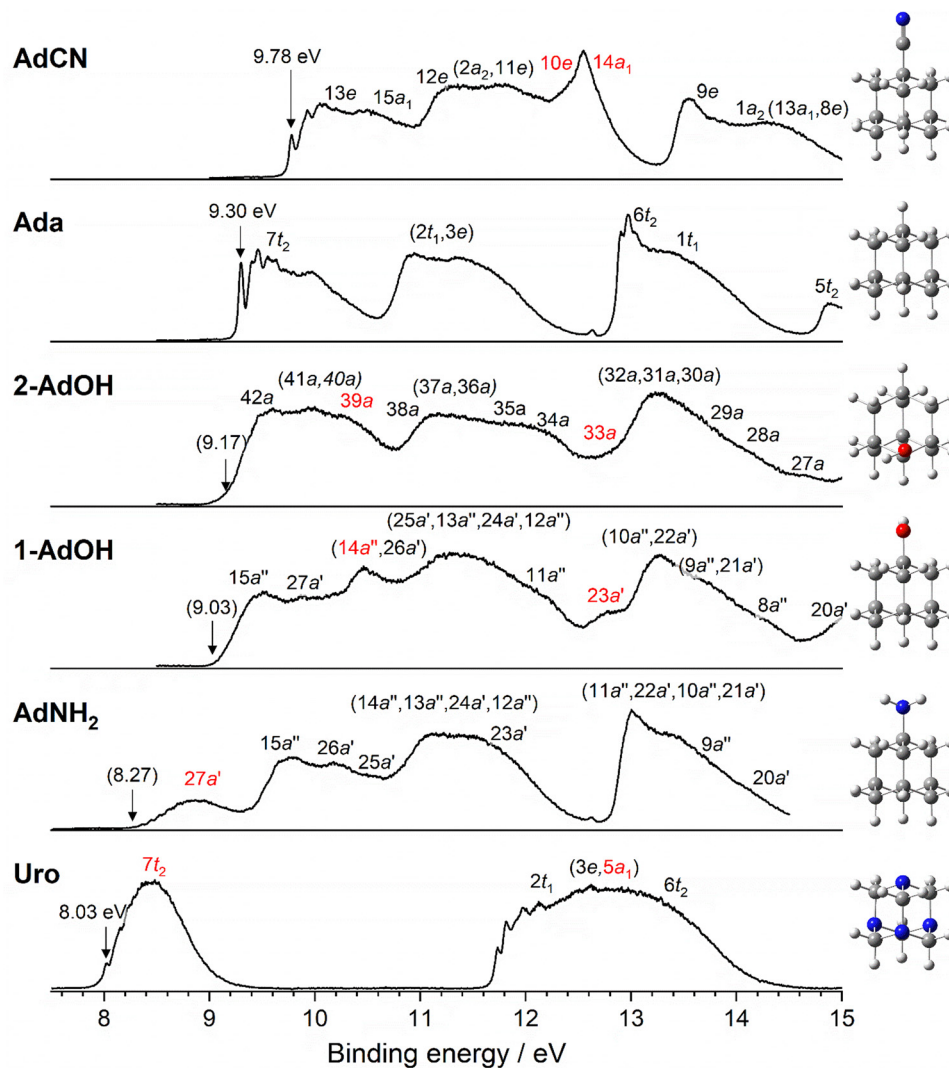 AdCN
9.78 eV
13e
15a₁
12e
(2a₂,11e)
10e
14a₁
9e
1a₂
(13a₁,8e)
Ada
9.30 eV
7t₂
(2t₁,3e)
6t₂
1t₁
5t₂
2-AdOH
(9.17)
42a
(41a,40a)
39a
38a
(37a,36a)
35a
34a
33a
(32a,31a,30a)
29a
28a
27a
1-AdOH
(9.03)
15a"
27a'
(14a",26a')
(25a',13a",24a',12a")
11a"
23a'
(10a",22a')
(9a",21a')
8a"
20a'
AdNH₂
(8.27)
27a'
15a"
26a'
25a'
(14a",13a",24a',12a")
23a'
(11a",22a',10a",21a')
9a"
20a'
Uro
8.03 eV
7t₂
2t₁
(3e,5a₁)
6t₂
8 9 10 11 12 13 14 15
Binding energy / eV